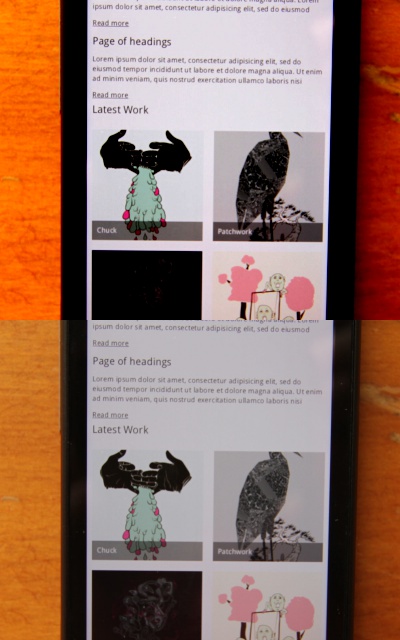 ipsum dolor sit amet, consectetur adipisicing elit, sed do eiusmod
Read more
Page of headings
Lorem ipsum dolor sit amet, consectetur adipisicing elit, sed do
eiusmod tempor incididunt ut labore et dolore magna aliqua. Ut enim
ad minim veniam, quis nostrud exercitation ullamco laboris nisi
Read more
Latest Work
Chuck
Patchwork
ipsum dolor sit amet, consectetur adipisicing elit, sed do eiusmod
Read more
Page of headings
Lorem ipsum dolor sit amet, consectetur adipisicing elit, sed do
eiusmod tempor incididunt ut labore et dolore magna aliqua. Ut enim
ad minim veniam, quis nostrud exercitation ullamco laboris nisi
Read more
Latest Work
Chuck
Patchwork